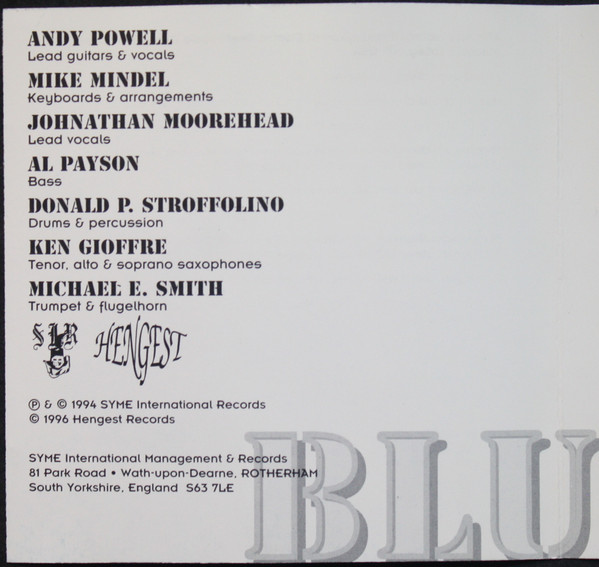 ANDY POWELL
Lead guitars & vocals
MIKE MINDEL
Keyboards & arrangements
JOHNATHAN MOOREHEAD
Lead vocals
AL PAYSON
Bass
DONALD P. STROFFOLINO
Drums & percussion
KEN GIOFFRE
Tenor, alto & soprano saxophones
MICHAEL E. SMITH
Trumpet & flugelhorn
SIR HENGEST
℗ & © 1994 SYME International Records
© 1996 Hengest Records
SYME International Management & Records
81 Park Road • Wath-upon-Dearne, ROTHERHAM
South Yorkshire, England S63 7LE
BLU